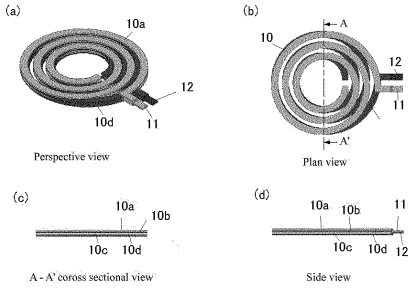 (a)
10a
12
11
10d
Perspective view
(b)
A
10
12
11
A'
Plan view
(c)
10a
10b
10c
10d
A - A' coross sectional view
(d)
10a
10b
11
10c
10d
12
Side view